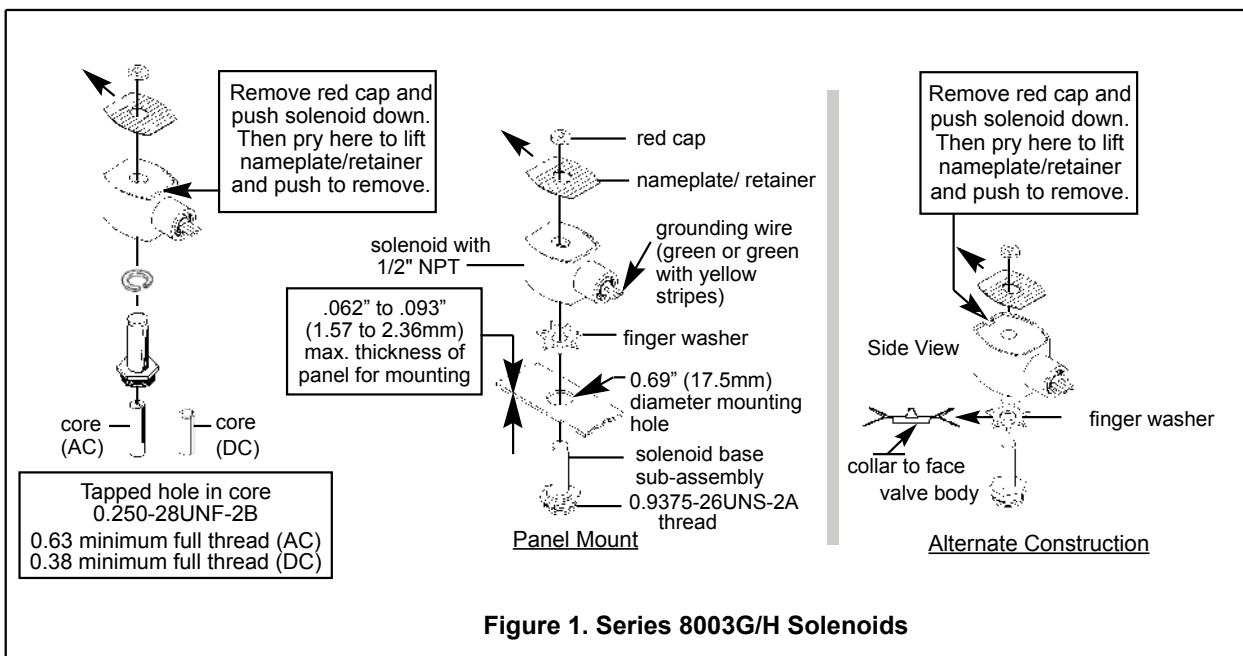 Remove red cap and
push solenoid down.
Then pry here to lift
nameplate/retainer
and push to remove.
core
(AC)
core
(DC)
Tapped hole in core
0.250-28UNF-2B
0.63 minimum full thread (AC)
0.38 minimum full thread (DC)
red cap
nameplate/ retainer
solenoid with
1/2" NPT
grounding wire
(green or green
with yellow
stripes)
.062” to .093”
(1.57 to 2.36mm)
max. thickness of
panel for mounting
finger washer
0.69” (17.5mm)
diameter mounting
hole
solenoid base
sub-assembly
0.9375-26UNS-2A
thread
Panel Mount
Remove red cap and
push solenoid down.
Then pry here to lift
nameplate/retainer
and push to remove.
Side View
finger washer
collar to face
valve body
Alternate Construction
Figure 1. Series 8003G/H Solenoids